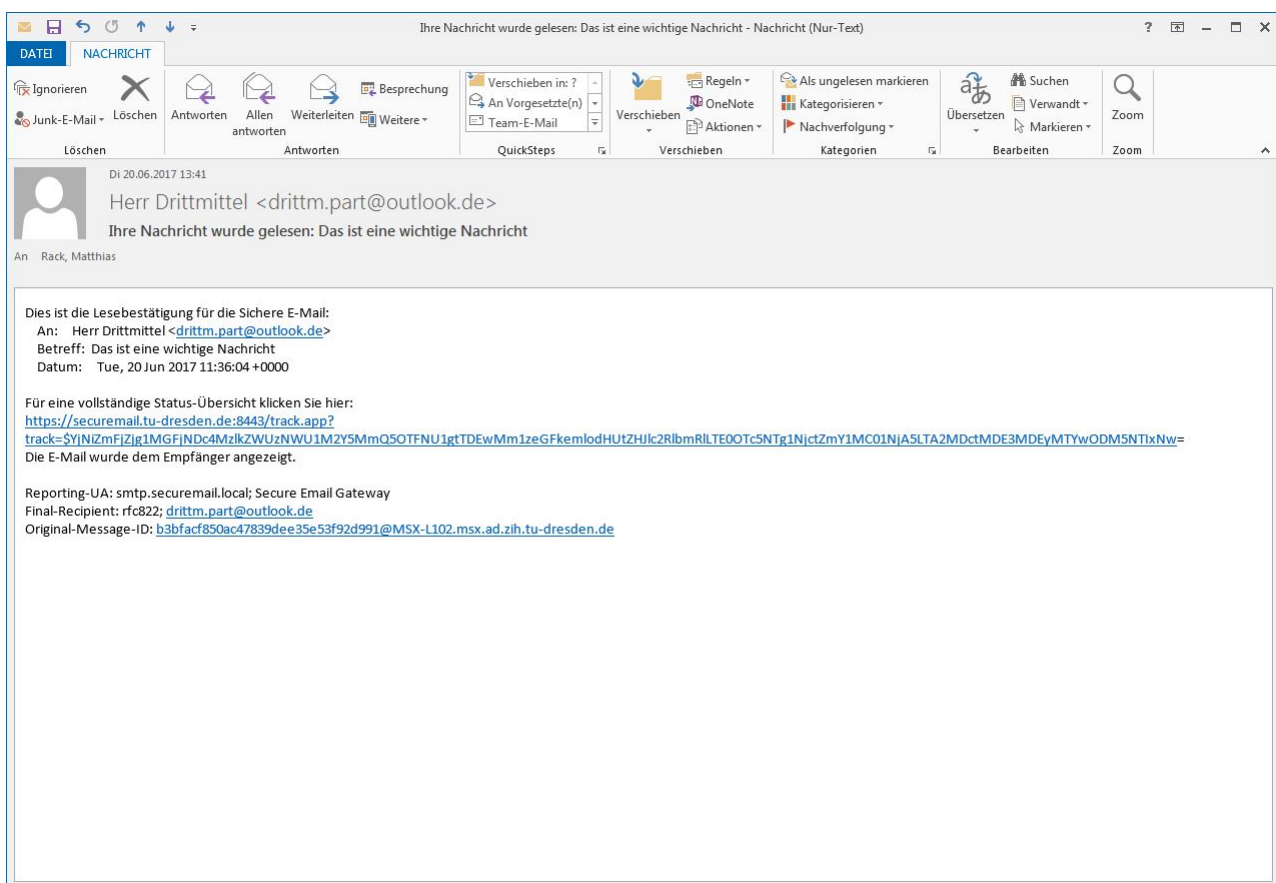 Ihre Nachricht wurde gelesen: Das ist eine wichtige Nachricht - Nachricht (Nur-Text)
DATEI NACHRICHT
Ignorieren
Junk-E-Mail
Löschen
Löschen
Antworten
Allen antworten
Weiterleiten
Besprechung
Weitere
Antworten
Verschieben in: ?
An Vorgesetzte(n)
Team-E-Mail
QuickSteps
Verschieben
Regeln
OneNote
Aktionen
Verschieben
Als ungelesen markieren
Kategorisieren
Nachverfolgung
Kategorien
Übersetzen
Suchen
Verwandt
Markieren
Bearbeiten
Zoom
Zoom
Di 20.06.2017 13:41
Herr Drittmittel <drittm.part@outlook.de>
Ihre Nachricht wurde gelesen: Das ist eine wichtige Nachricht
An Rack, Matthias
Dies ist die Lesebestätigung für die Sichere E-Mail:
An: Herr Drittmittel <drittm.part@outlook.de>
Betreff: Das ist eine wichtige Nachricht
Datum: Tue, 20 Jun 2017 11:36:04 +0000
Für eine vollständige Status-Übersicht klicken Sie hier:
https://securemail.tu-dresden.de:8443/track.app?
Die E-Mail wurde dem Empfänger angezeigt.
Reporting-UA: smtp.securemail.local; Secure Email Gateway
Final-Recipient: rfc822; drittm.part@outlook.de
Original-Message-ID: b3bfacf850ac47839dee35e53f92d991@MSX-L102.msx.ad.zih.tu-dresden.de